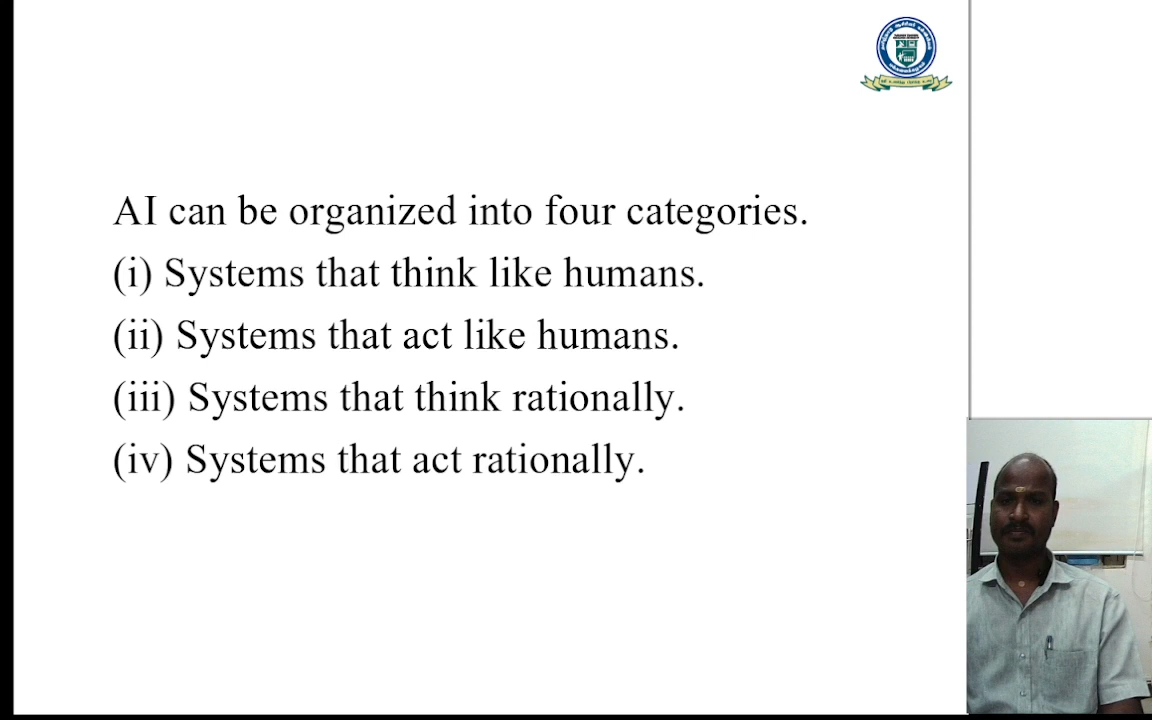 AI can be organized into four categories.
(i) Systems that think like humans.
(ii) Systems that act like humans.
(iii) Systems that think rationally.
(iv) Systems that act rationally.